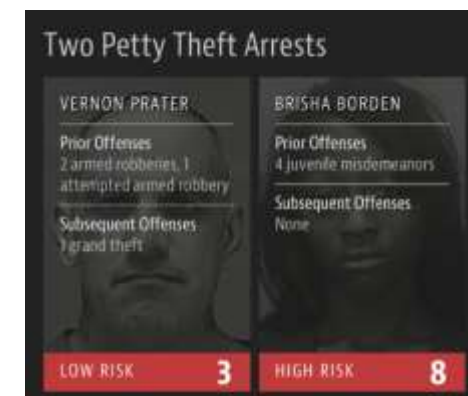 Two Petty Theft Arrests
VERNON PRATER
Prior Offenses
2 armed robberies, 1
attempted armed robbery
Subsequent Offenses
1 grand theft
LOW RISK 3
BRISHA BORDEN
Prior Offenses
4 juvenile misdemeanors
Subsequent Offenses
None
HIGH RISK 8